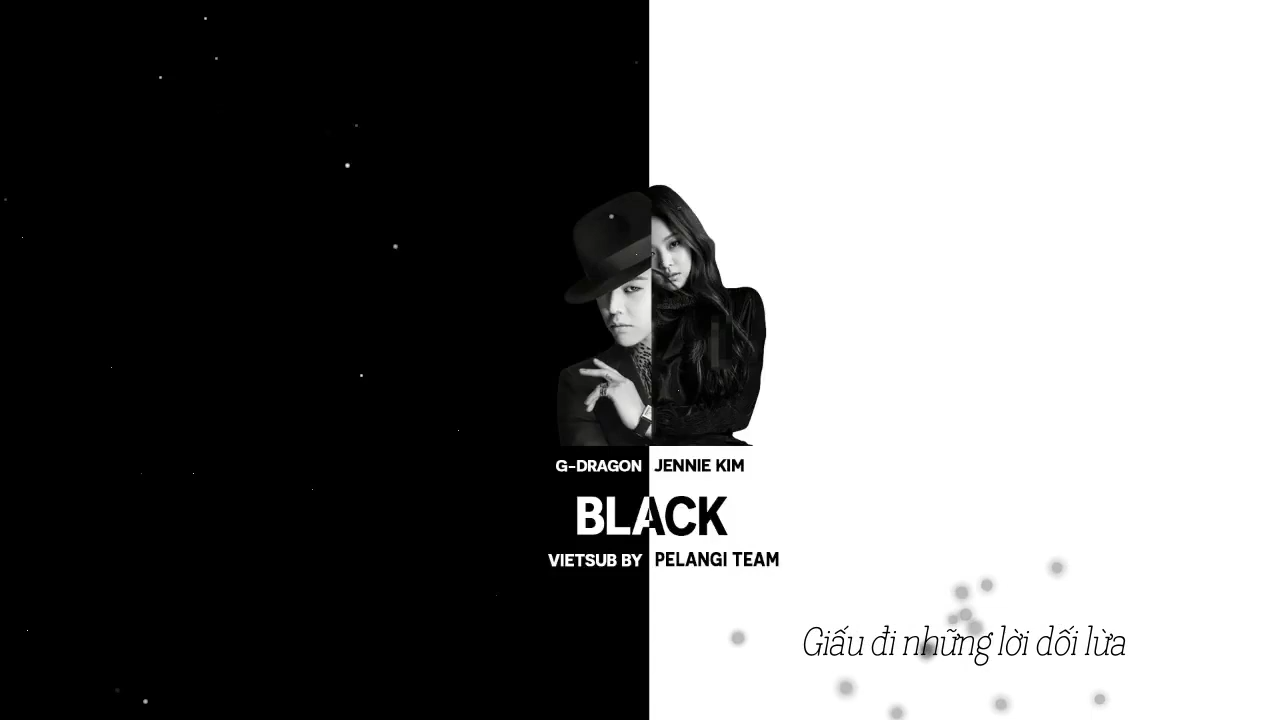 G-DRAGON JENNIE KIM
BLACK
VIETSUB BY PELANGI TEAM
Giấu đi những lời dối lừa